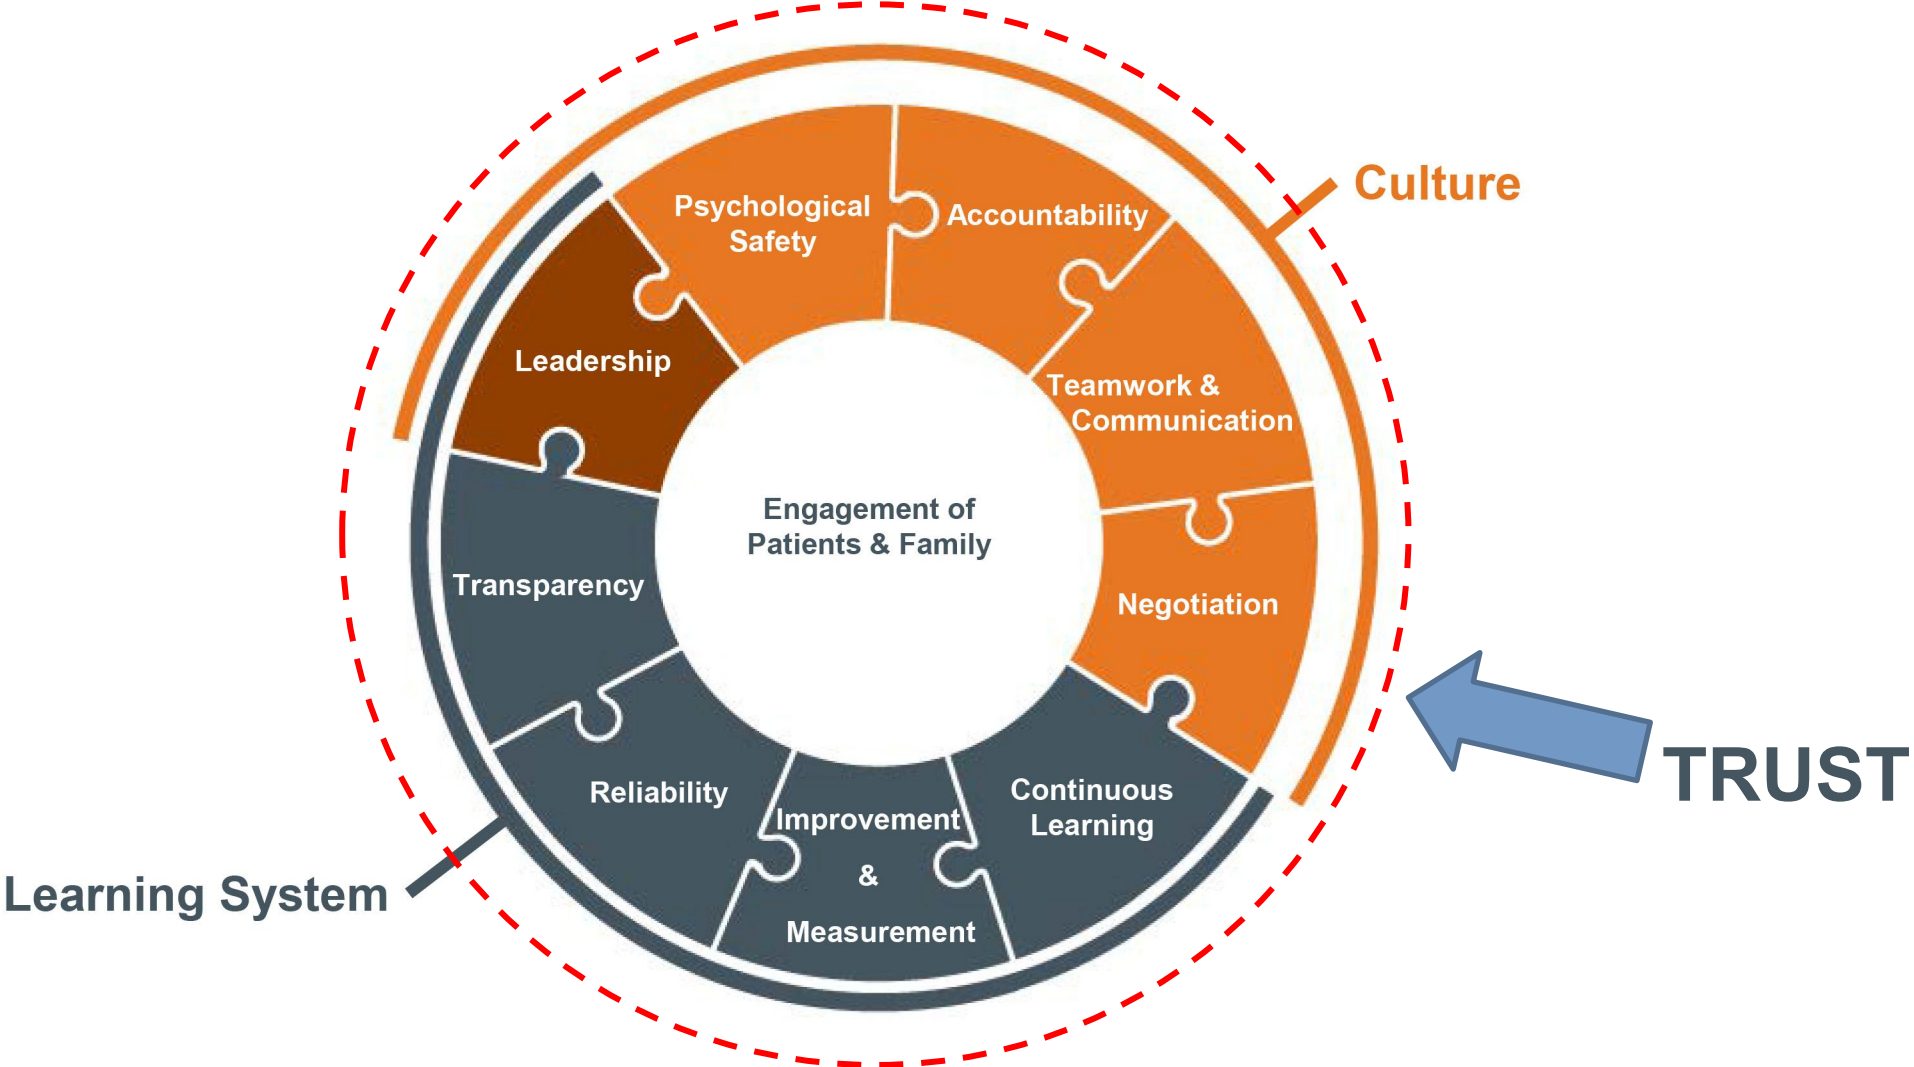 Culture
Psychological
Safety
Accountability
Leadership
Teamwork &
Communication
Engagement of
Patients & Family
Transparency
Negotiation
TRUST
Reliability
Improvement
&
Measurement
Continuous
Learning
Learning System